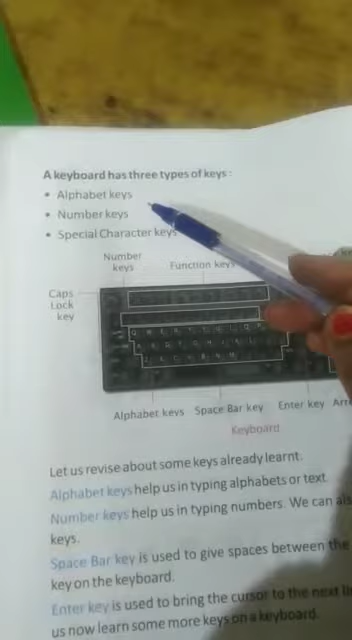 A keyboard has three types of keys :
• Alphabet keys
• Number keys
• Special Character keys
Number keys
Function keys
Caps Lock key
Alphabet keys
Space Bar key
Enter key
Keyboard
Let us revise about some keys already learnt.
Alphabet keys help us in typing alphabets or text.
Number keys help us in typing numbers. We can
keys.
Space Bar key is used to give spaces between the
key on the keyboard.
Enter key is used to bring the cursor to the next
us now learn some more keys on a keyboard.